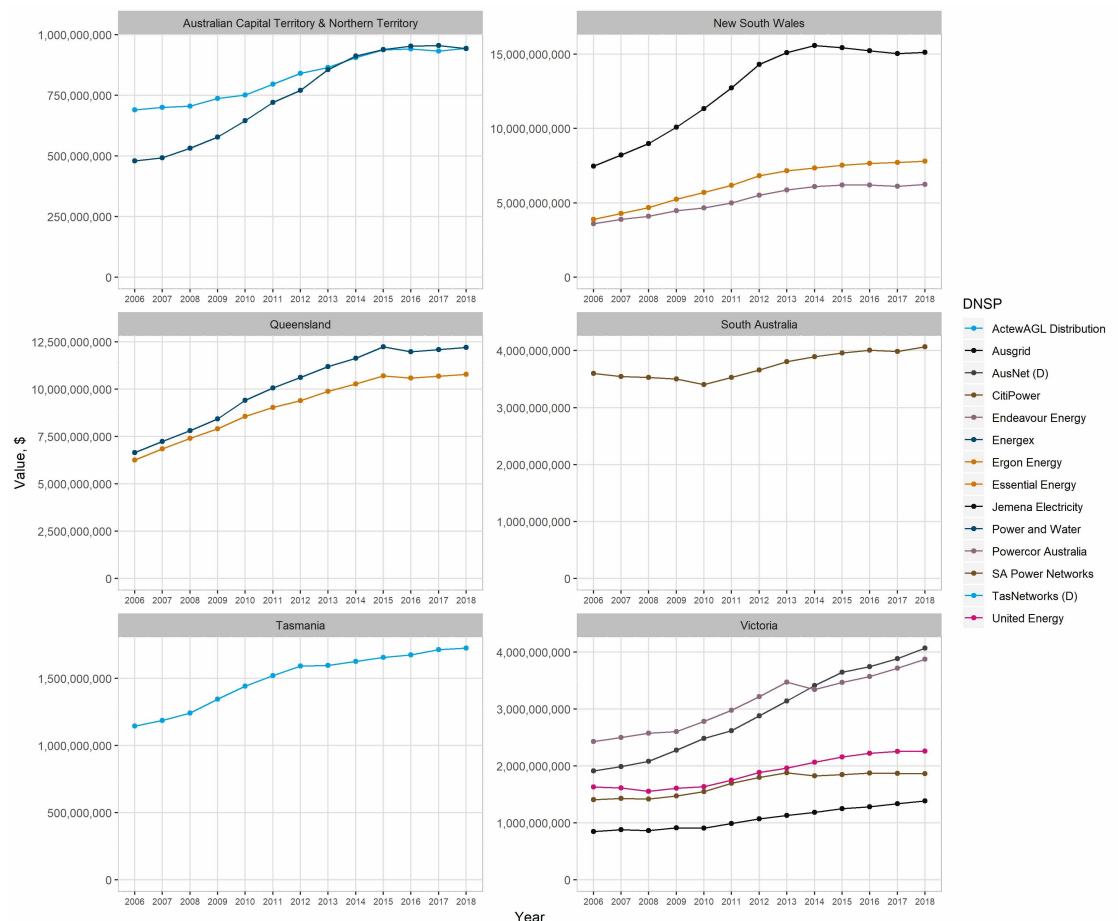 Australian Capital Territory & Northern Territory
1,000,000,000
750,000,000
500,000,000
250,000,000
0
2006 2007 2008 2009 2010 2011 2012 2013 2014 2015 2016 2017 2018
New South Wales
15,000,000,000
10,000,000,000
5,000,000,000
0
2006 2007 2008 2009 2010 2011 2012 2013 2014 2015 2016 2017 2018
Queensland
12,500,000,000
10,000,000,000
7,500,000,000
5,000,000,000
2,500,000,000
0
2006 2007 2008 2009 2010 2011 2012 2013 2014 2015 2016 2017 2018
South Australia
4,000,000,000
3,000,000,000
2,000,000,000
1,000,000,000
0
2006 2007 2008 2009 2010 2011 2012 2013 2014 2015 2016 2017 2018
Tasmania
1,500,000,000
1,000,000,000
500,000,000
0
2006 2007 2008 2009 2010 2011 2012 2013 2014 2015 2016 2017 2018
Victoria
4,000,000,000
3,000,000,000
2,000,000,000
1,000,000,000
0
2006 2007 2008 2009 2010 2011 2012 2013 2014 2015 2016 2017 2018
Value, $
Year
DNSP
ActewAGL Distribution
Ausgrid
AusNet (D)
CitiPower
Endeavour Energy
Energex
Ergon Energy
Essential Energy
Jemena Electricity
Power and Water
Powercor Australia
SA Power Networks
TasNetworks (D)
United Energy